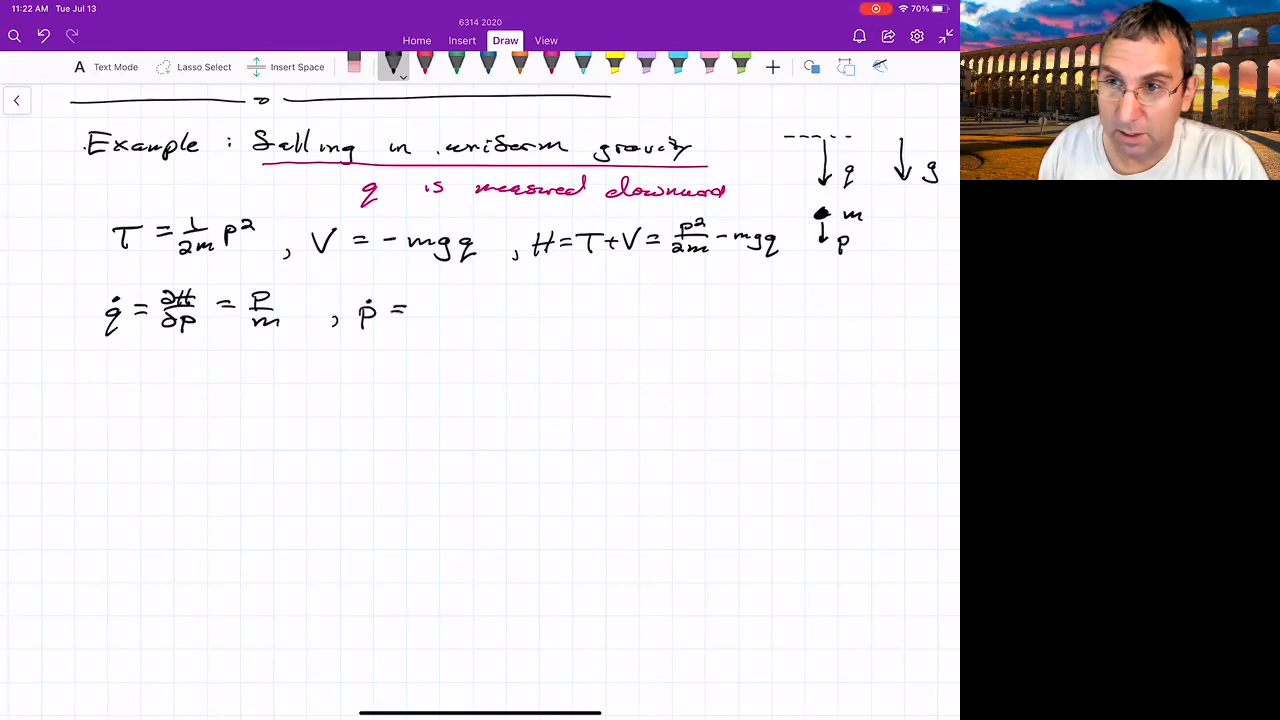 11:22 AM Tue Jul 13
70%
6314 2020
Home Insert Draw View
Text Mode Lasso Select Insert Space
Example : Falling in uniform gravity
q is measured downward
q g
m
p
T = 1/2m p², V = -mgq, H = T+V = p²/2m - mgq
q̇ = ∂H/∂p = p/m , ṗ =